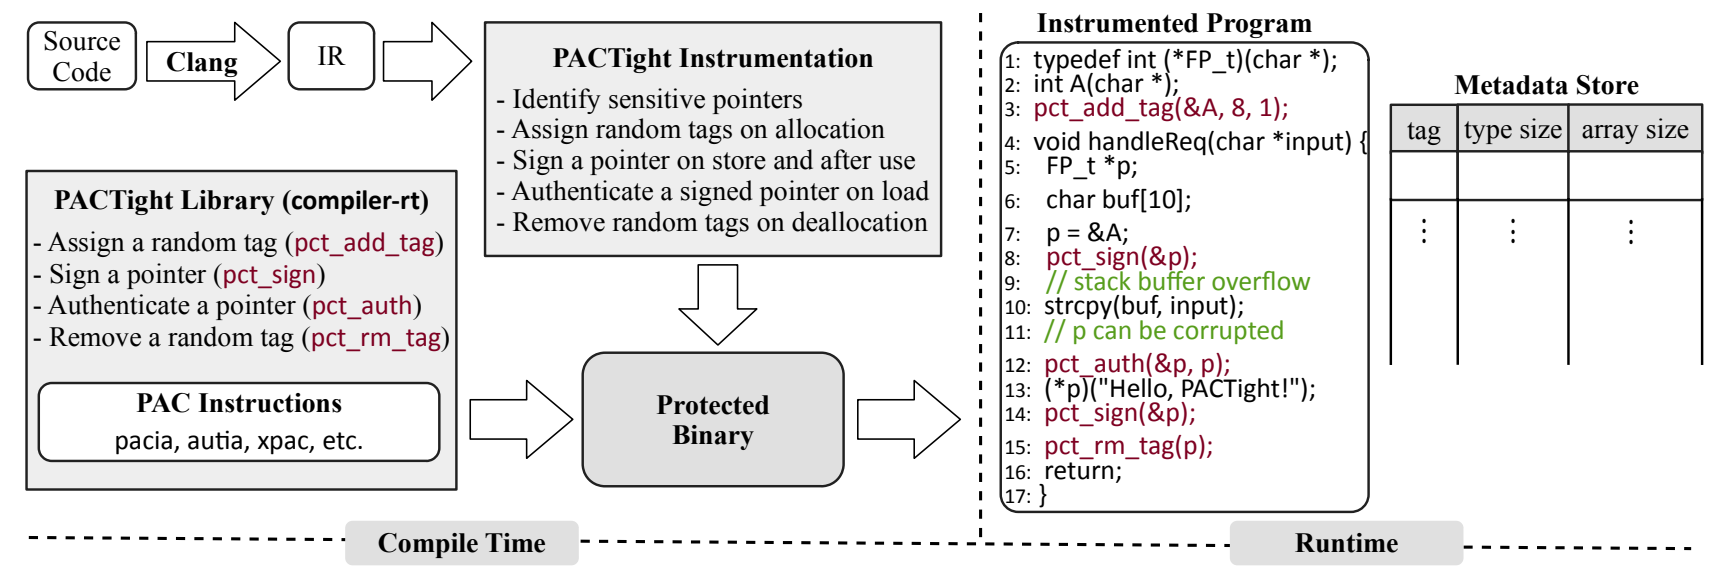 Source
Code
Clang
IR
PACTight Instrumentation
- Identify sensitive pointers
- Assign random tags on allocation
- Sign a pointer on store and after use
- Authenticate a signed pointer on load
- Remove random tags on deallocation
PACTight Library (compiler-rt)
- Assign a random tag (pct_add_tag)
- Sign a pointer (pct_sign)
- Authenticate a pointer (pct_auth)
- Remove a random tag (pct_rm_tag)
PAC Instructions
pacia, autia, xpac, etc.
Protected
Binary
Compile Time
Instrumented Program
1: typedef int (*FP_t)(char *);
2: int A(char *);
3: pct_add_tag(&A, 8, 1);
4: void handleReq(char *input) {
5: FP_t *p;
6: char buf[10];
7: p = &A;
8: pct_sign(&p);
9: // stack buffer overflow
10: strcpy(buf, input);
11: // p can be corrupted
12: pct_auth(&p, p);
13: (*p)("Hello, PACTight!");
14: pct_sign(&p);
15: pct_rm_tag(p);
16: return;
17: }
Metadata Store
tag type size array size
⋮ ⋮ ⋮
Runtime